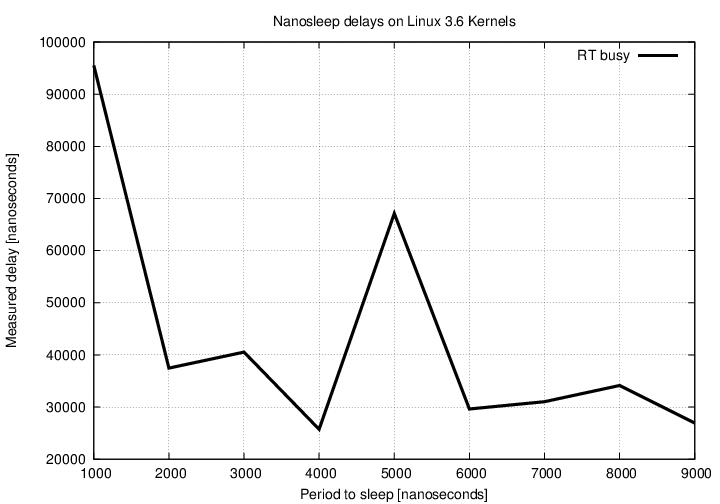 Nanosleep delays on Linux 3.6 Kernels
RT busy
Measured delay [nanoseconds]
100000
90000
80000
70000
60000
50000
40000
30000
20000
1000 2000 3000 4000 5000 6000 7000 8000 9000
Period to sleep [nanoseconds]